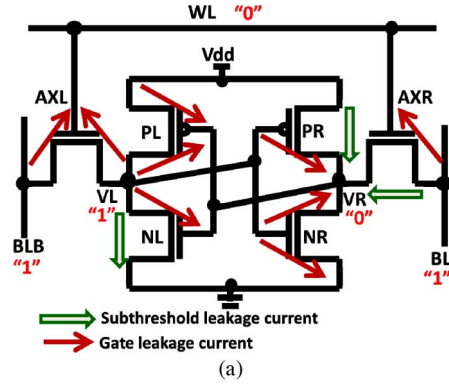 WL "0"
Vdd
AXL
AXR
PL
PR
VL
"1"
VR
"0"
NL
NR
BLB
"1"
BL
"1"
Subthreshold leakage current
Gate leakage current
(a)